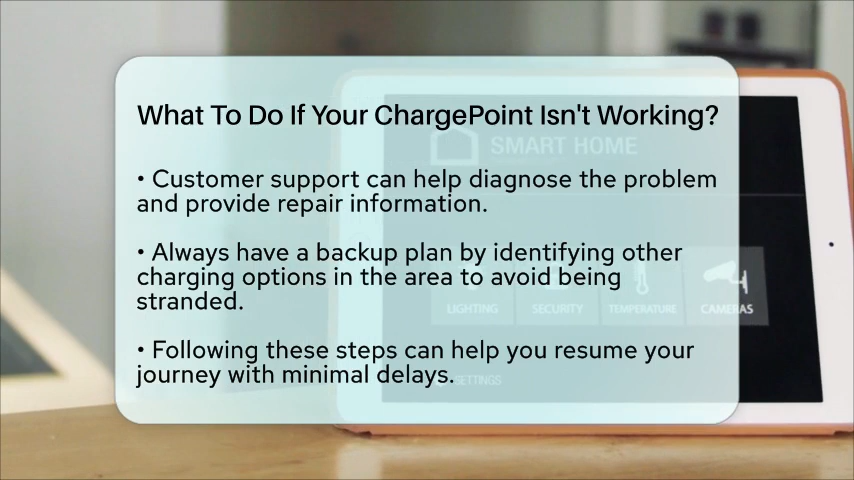 What To Do If Your ChargePoint Isn't Working?
• Customer support can help diagnose the problem
and provide repair information.
• Always have a backup plan by identifying other
charging options in the area to avoid being
stranded.
• Following these steps can help you resume your
journey with minimal delays.
SMART HOME
LIGHTING
SECURITY
TEMPERATURE
CAMERAS
SETTINGS